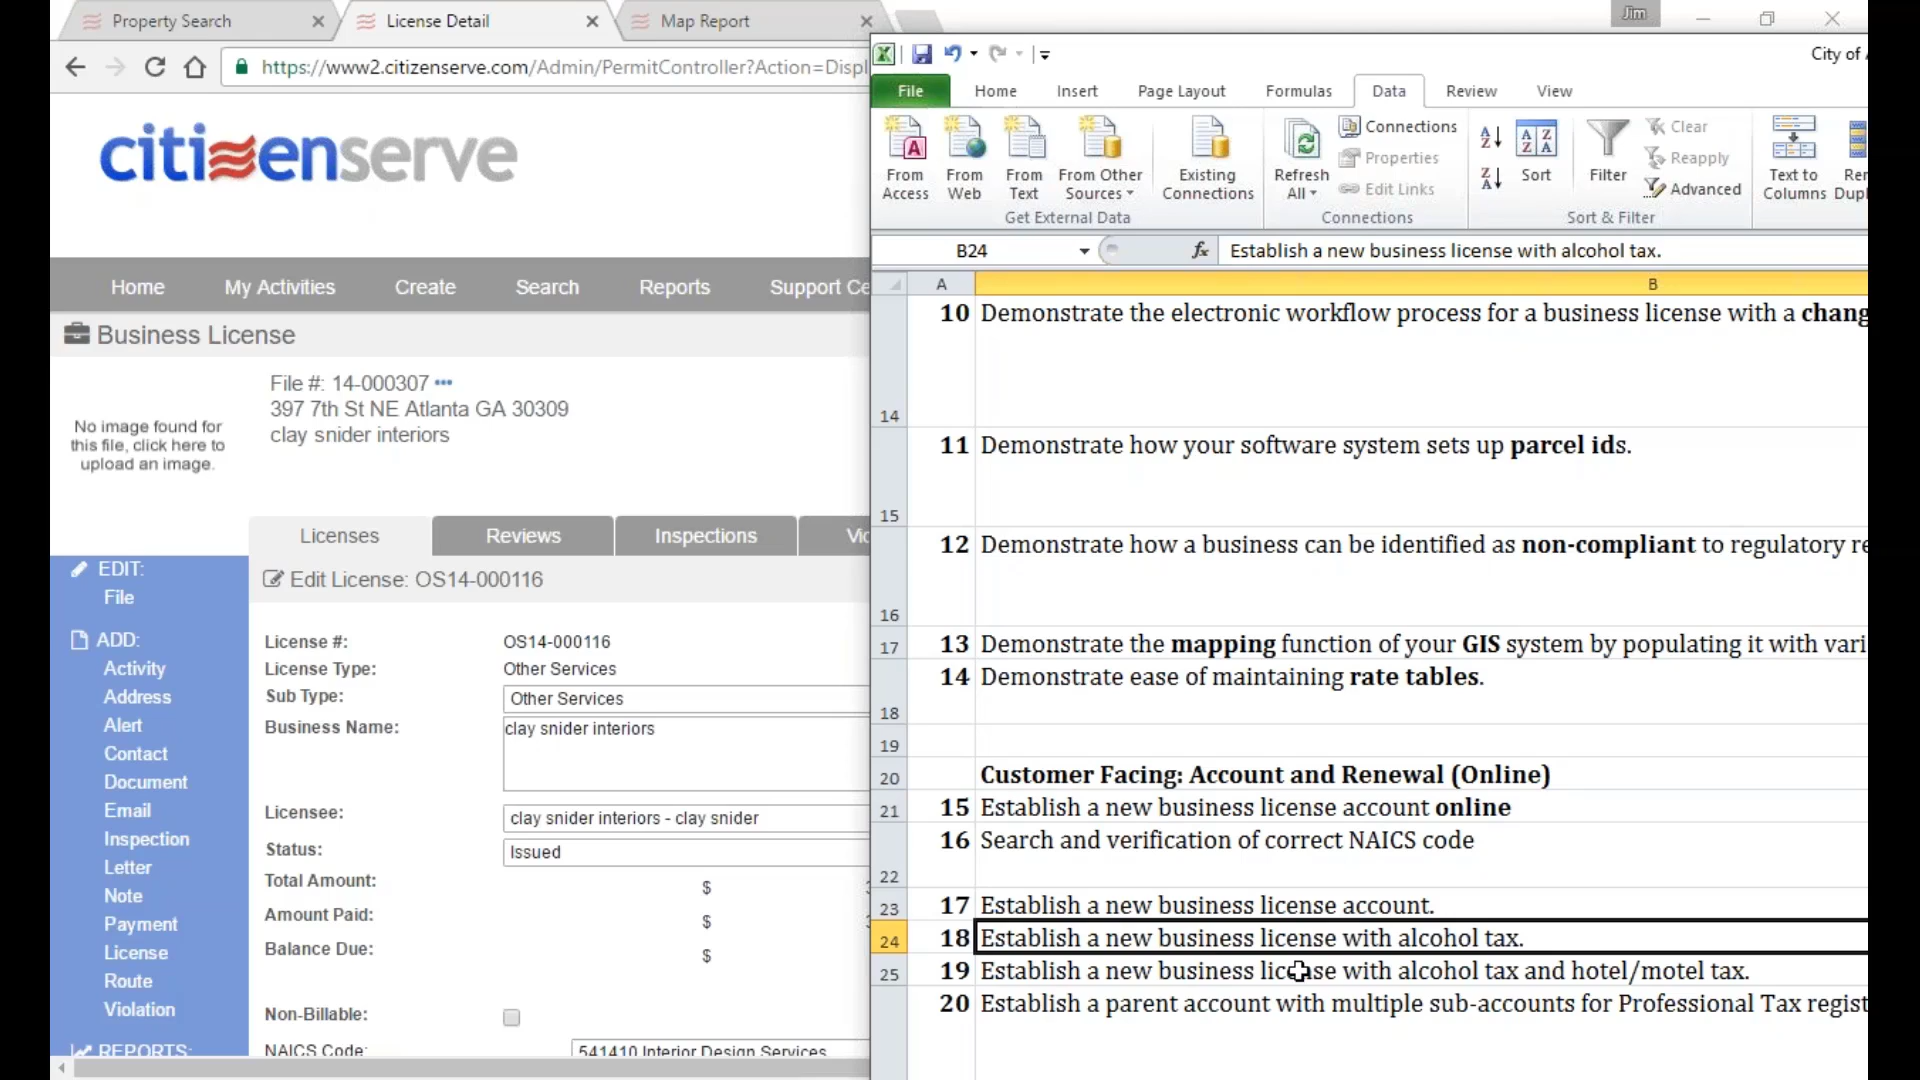 Property Search
License Detail
Map Report
Jim
https://www2.citizenserve.com/Admin/PermitController?Action=Displ
citizenserve
Home
My Activities
Create
Search
Reports
Support Ce
Business License
No image found for
this file, click here to
upload an image.
File #: 14-000307 •••
397 7th St NE Atlanta GA 30309
clay snider interiors
Licenses
Reviews
Inspections
Vio
EDIT:
File
ADD:
Activity
Address
Alert
Contact
Document
Email
Inspection
Letter
Note
Payment
License
Route
Violation
REPORTS:
Edit License: OS14-000116
License #: OS14-000116
License Type: Other Services
Sub Type: Other Services
Business Name: clay snider interiors
Licensee: clay snider interiors - clay snider
Status: Issued
Total Amount: $
Amount Paid: $
Balance Due: $
Non-Billable:
NAICS Code: 541410 Interior Design Services
City of
File
Home
Insert
Page Layout
Formulas
Data
Review
View
From Access
From Web
From Text
From Other Sources
Existing Connections
Get External Data
Refresh All
Connections
Properties
Edit Links
Connections
Sort
Filter
Clear
Reapply
Advanced
Sort & Filter
Text to Columns
B24
fx
Establish a new business license with alcohol tax.
A
B
10 Demonstrate the electronic workflow process for a business license with a chang
14
11 Demonstrate how your software system sets up parcel ids.
15
12 Demonstrate how a business can be identified as non-compliant to regulatory re
16
17 13 Demonstrate the mapping function of your GIS system by populating it with vari
14 Demonstrate ease of maintaining rate tables.
18
19
20 Customer Facing: Account and Renewal (Online)
21 15 Establish a new business license account online
16 Search and verification of correct NAICS code
22
23 17 Establish a new business license account.
24 18 Establish a new business license with alcohol tax.
25 19 Establish a new business license with alcohol tax and hotel/motel tax.
20 Establish a parent account with multiple sub-accounts for Professional Tax regist